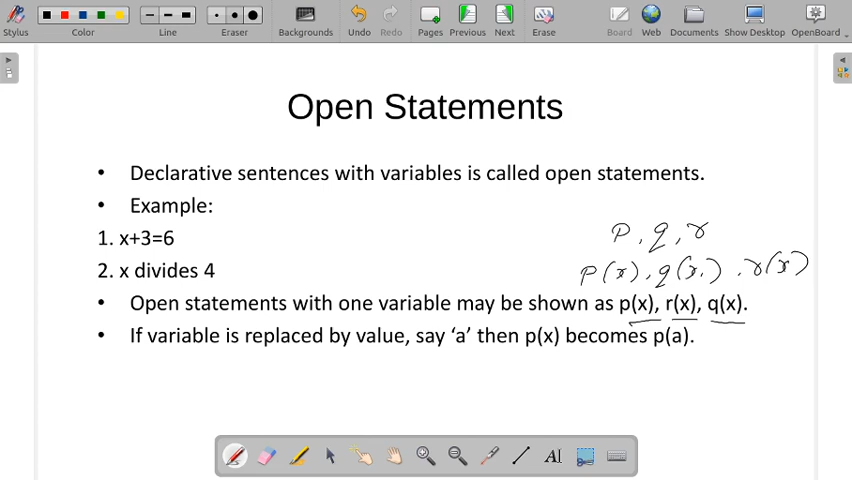 Stylus Color Line Eraser Backgrounds Undo Redo Pages Previous Next Erase Board Web Documents Show Desktop OpenBoard
Open Statements
• Declarative sentences with variables is called open statements.
• Example:
1. x+3=6
p, q, r
2. x divides 4
p(x), q(x), r(x)
• Open statements with one variable may be shown as p(x), r(x), q(x).
• If variable is replaced by value, say ‘a’ then p(x) becomes p(a).
AI